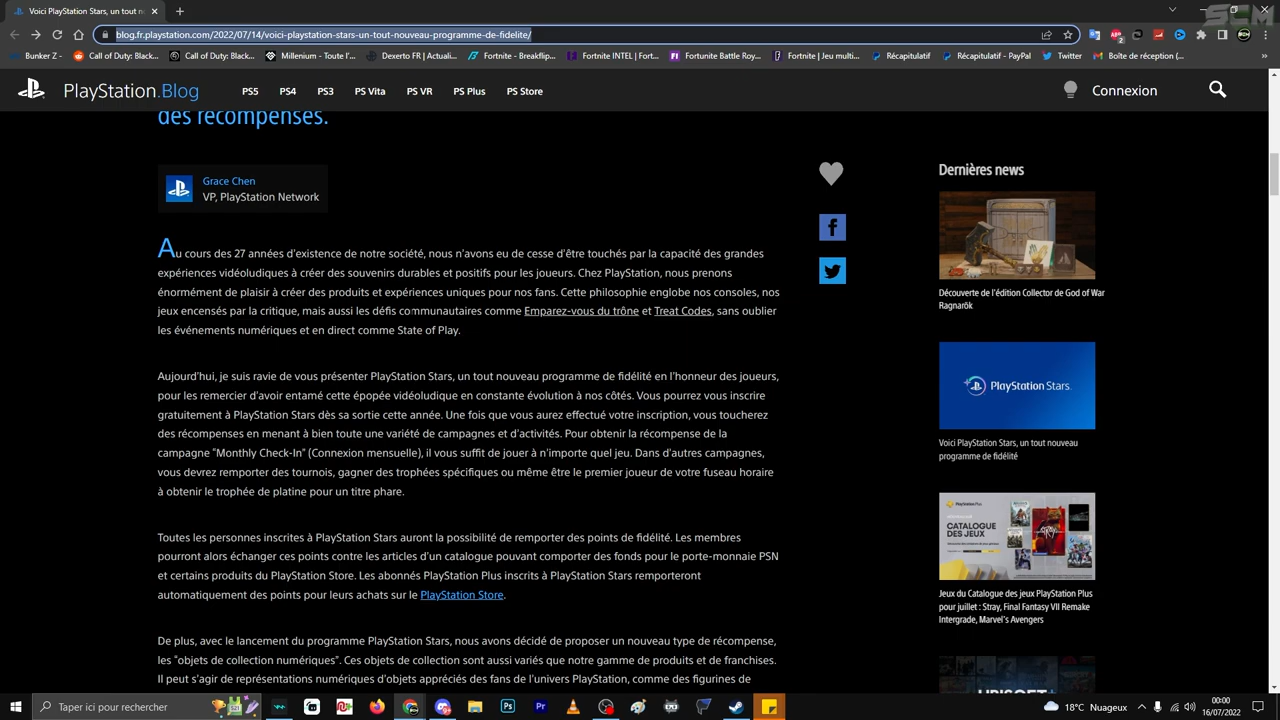 Voici PlayStation Stars, un tout n
blog.fr.playstation.com/2022/07/14/voici-playstation-stars-un-tout-nouveau-programme-de-fidelite/
Bunker Z -
Call of Duty: Black...
Call of Duty: Black...
Millenium - Toute l'...
Dexerto FR | Actuali...
Fortnite - Breakflip...
Fortnite INTEL | Fort...
Fortunite Battle Roy...
Fortnite | Jeu multi...
Récapitulatif
Récapitulatif - PayPal
Twitter
Boîte de réception (...
PlayStation.Blog
PS5
PS4
PS3
PS Vita
PS VR
PS Plus
PS Store
Connexion
des récompenses.
Grace Chen
VP, PlayStation Network
Au cours des 27 années d'existence de notre société, nous n'avons eu de cesse d'être touchés par la capacité des grandes
expériences vidéoludiques à créer des souvenirs durables et positifs pour les joueurs. Chez PlayStation, nous prenons
énormément de plaisir à créer des produits et expériences uniques pour nos fans. Cette philosophie englobe nos consoles, nos
jeux encensés par la critique, mais aussi les défis communautaires comme Emparez-vous du trône et Treat Codes, sans oublier
les événements numériques et en direct comme State of Play.
Aujourd'hui, je suis ravie de vous présenter PlayStation Stars, un tout nouveau programme de fidélité en l'honneur des joueurs,
pour les remercier d'avoir entamé cette épopée vidéoludique en constante évolution à nos côtés. Vous pourrez vous inscrire
gratuitement à PlayStation Stars dès sa sortie cette année. Une fois que vous aurez effectué votre inscription, vous toucherez
des récompenses en menant à bien toute une variété de campagnes et d'activités. Pour obtenir la récompense de la
campagne "Monthly Check-In" (Connexion mensuelle), il vous suffit de jouer à n'importe quel jeu. Dans d'autres campagnes,
vous devrez remporter des tournois, gagner des trophées spécifiques ou même être le premier joueur de votre fuseau horaire
à obtenir le trophée de platine pour un titre phare.
Toutes les personnes inscrites à PlayStation Stars auront la possibilité de remporter des points de fidélité. Les membres
pourront alors échanger ces points contre les articles d'un catalogue pouvant comporter des fonds pour le porte-monnaie PSN
et certains produits du PlayStation Store. Les abonnés PlayStation Plus inscrits à PlayStation Stars remporteront
automatiquement des points pour leurs achats sur le PlayStation Store.
De plus, avec le lancement du programme PlayStation Stars, nous avons décidé de proposer un nouveau type de récompense,
les "objets de collection numériques". Ces objets de collection sont aussi variés que notre gamme de produits et de franchises.
Il peut s'agir de représentations numériques d'objets appréciés des fans de l'univers PlayStation, comme des figurines de
Dernières news
Découverte de l'édition Collector de God of War
Ragnarök
PlayStation Stars.
Voici PlayStation Stars, un tout nouveau
programme de fidélité
CATALOGUE
DES JEUX
Jeux du Catalogue des jeux PlayStation Plus
pour juillet : Stray, Final Fantasy VII Remake
Intergrade, Marvel's Avengers
UBISOFT+
Taper ici pour rechercher
18°C Nuageux
00:00
16/07/2022